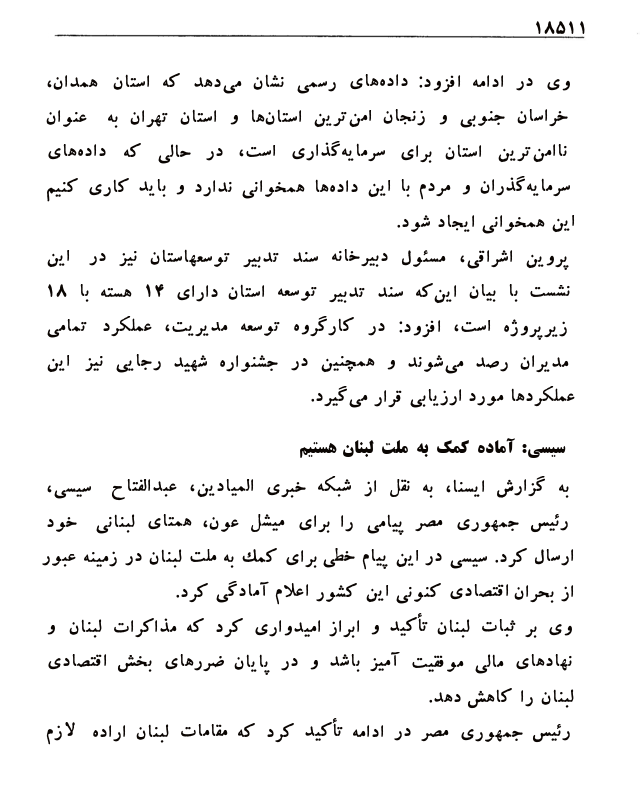 ۱۸۵۱۱
وی در ادامه افزود: داده‌های رسمی نشان می‌دهد که استان همدان،
خراسان جنوبی و زنجان امن‌ترین استان‌ها و استان تهران به عنوان
ناامن‌ترین استان برای سرمایه‌گذاری است، در حالی که داده‌های
سرمایه‌گذران و مردم با این داده‌ها همخوانی ندارد و باید کاری کنیم
این همخوانی ایجاد شود.
پروین اشراقی، مسئول دبیرخانه سند تدبیر توسعهاستان نیز در این
نشست با بیان این‌که سند تدبیر توسعه استان دارای ۱۴ هسته با ۱۸
زیرپروژه است، افزود: در کارگروه توسعه مدیریت، عملکرد تمامی
مدیران رصد می‌شوند و همچنین در جشنواره شهید رجایی نیز این
عملکردها مورد ارزیابی قرار می‌گیرد.
سیسی: آماده کمک به ملت لبنان هستیم
به گزارش ایسنا، به نقل از شبکه خبری المیادین، عبدالفتاح سیسی،
رئیس جمهوری مصر پیامی را برای میشل عون، همتای لبنانی خود
ارسال کرد. سیسی در این پیام خطی برای کمك به ملت لبنان در زمینه عبور
از بحران اقتصادی کنونی این کشور اعلام آمادگی کرد.
وی بر ثبات لبنان تأکید و ابراز امیدواری کرد که مذاکرات لبنان و
نهادهای مالی موفقیت آمیز باشد و در پایان ضررهای بخش اقتصادی
لبنان را کاهش دهد.
رئیس جمهوری مصر در ادامه تأکید کرد که مقامات لبنان اراده لازم